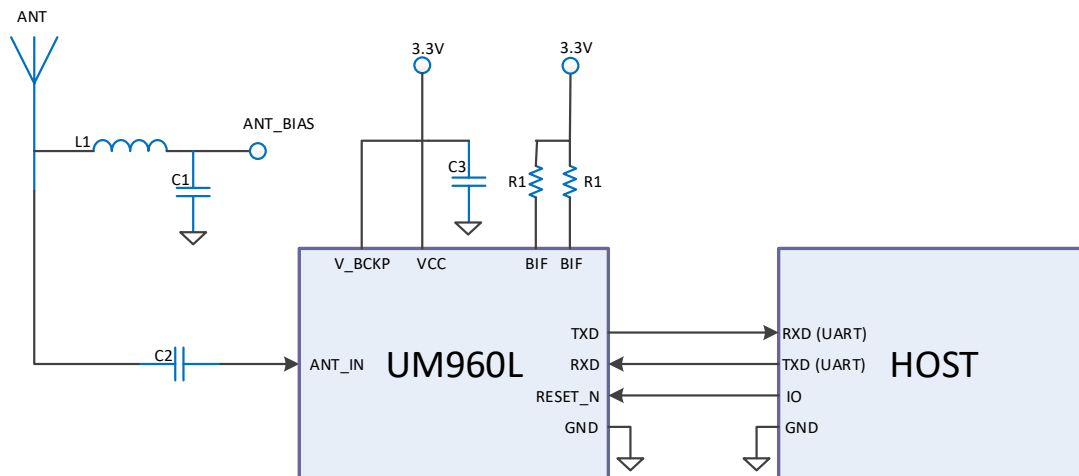 ANT
3.3V
3.3V
ANT_BIAS
L1
C1
C3
R1
R1
V_BCKP
VCC
BIF
BIF
TXD
RXD (UART)
C2
ANT_IN
UM960L
RXD
TXD (UART)
HOST
RESET_N
IO
GND
GND